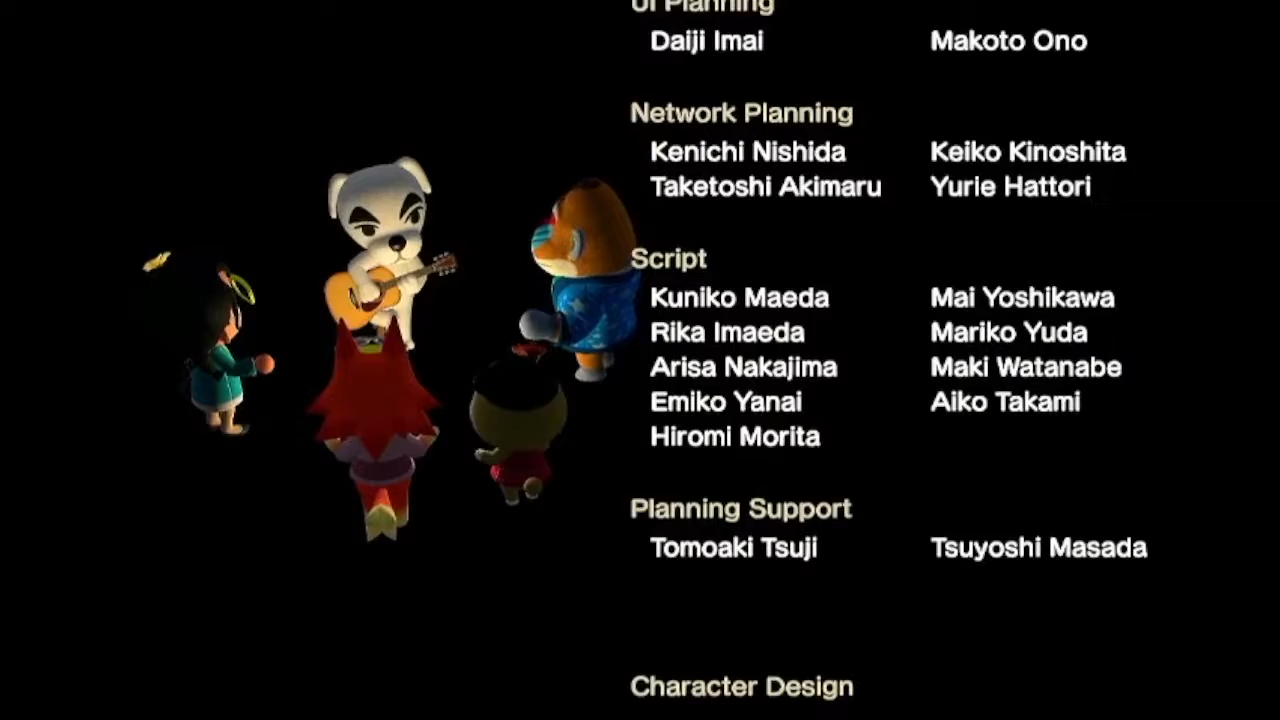 UI Planning
Daiji Imai Makoto Ono
Network Planning
Kenichi Nishida Keiko Kinoshita
Taketoshi Akimaru Yurie Hattori
Script
Kuniko Maeda Mai Yoshikawa
Rika Imaeda Mariko Yuda
Arisa Nakajima Maki Watanabe
Emiko Yanai Aiko Takami
Hiromi Morita
Planning Support
Tomoaki Tsuji Tsuyoshi Masada
Character Design